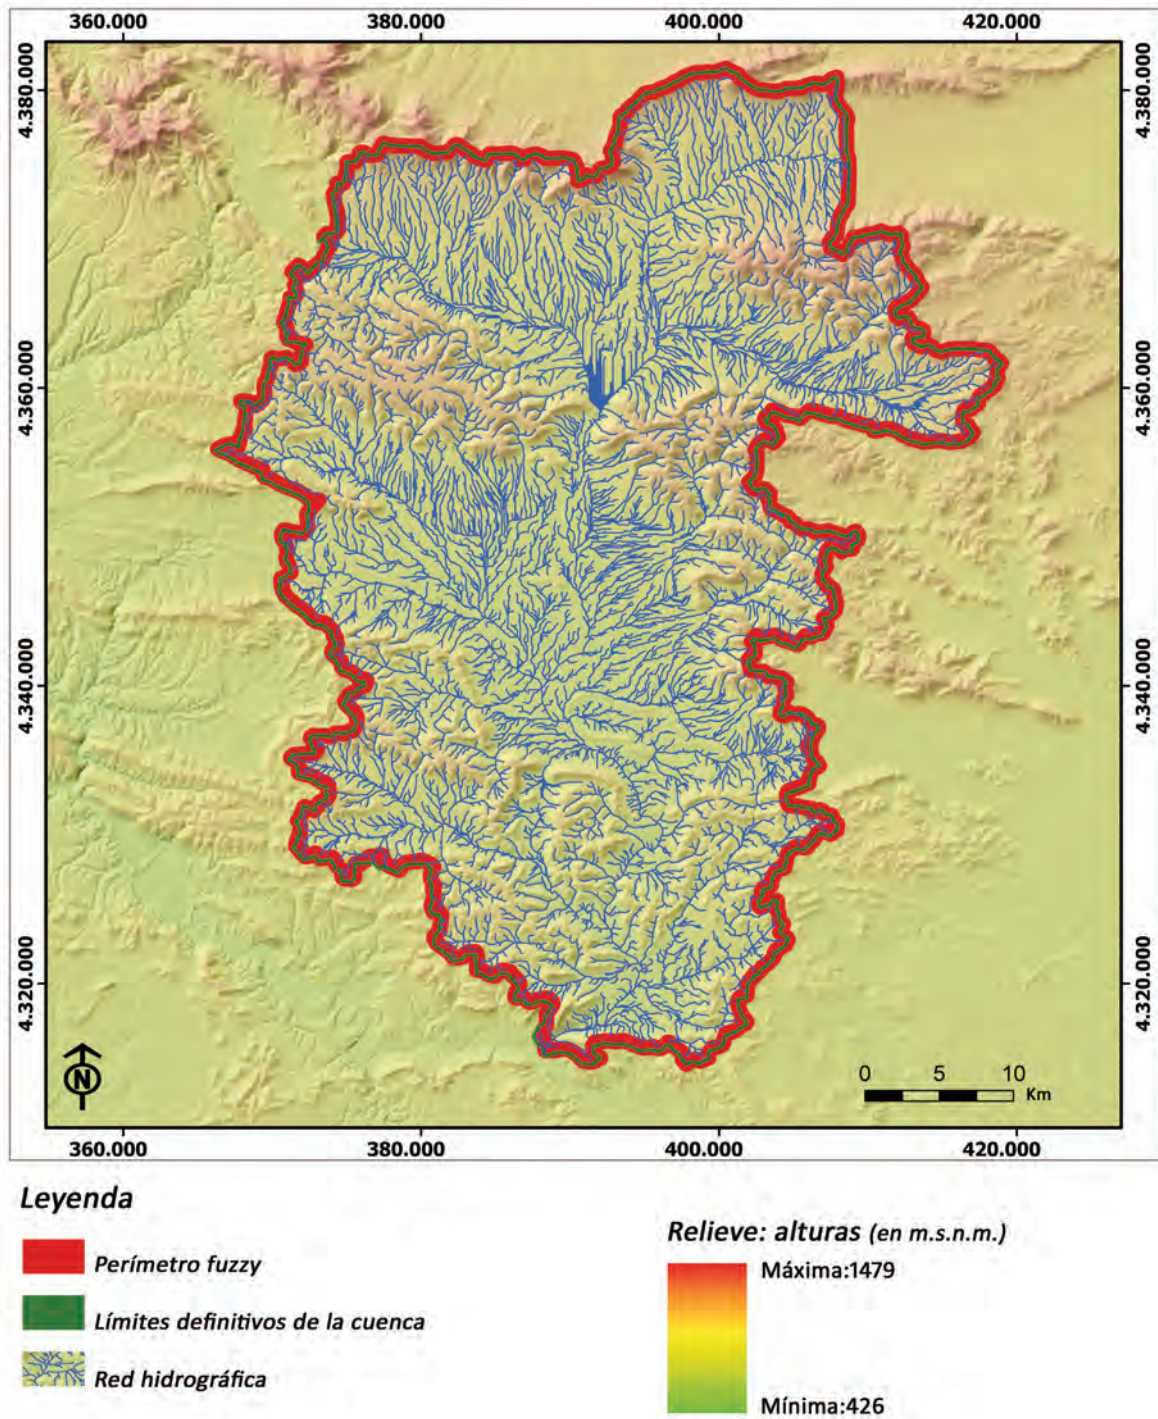 360.000 380.000 400.000 420.000
4.380.000 4.380.000
4.360.000 4.360.000
4.340.000 4.340.000
4.320.000 4.320.000
N
0 5 10
Km
360.000 380.000 400.000 420.000
Leyenda
Perímetro fuzzy
Límites definitivos de la cuenca
Red hidrográfica
Relieve: alturas (en m.s.n.m.)
Máxima:1479
Mínima:426